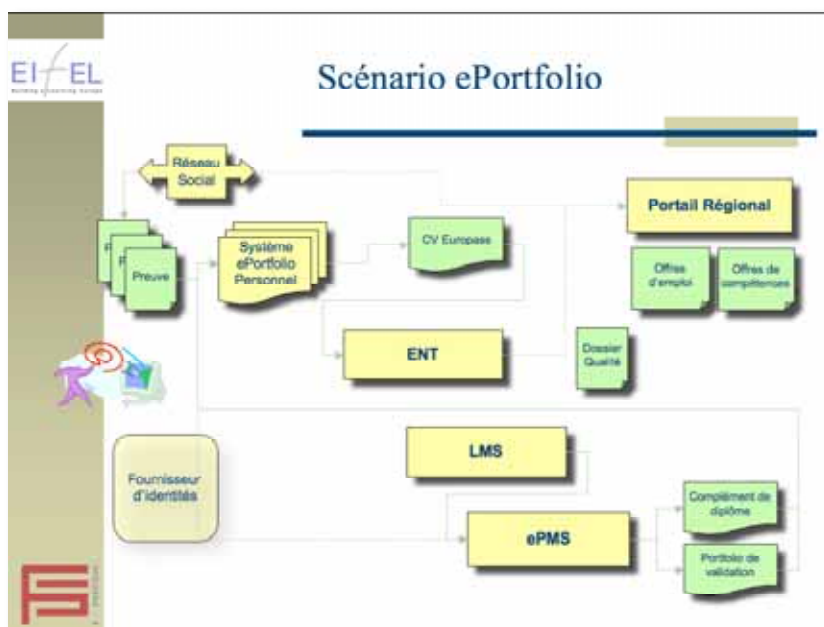 EIfEL
Scénario ePortfolio
Réseau
Social
Portail Régional
Preuve
Système
ePortfolio
Personnel
CV Europass
Offres
d'emploi
Offres de
compétences
ENT
Dossier
Qualité
Fournisseur
d'identités
LMS
Complément de
diplôme
ePMS
Portfolio de
validation